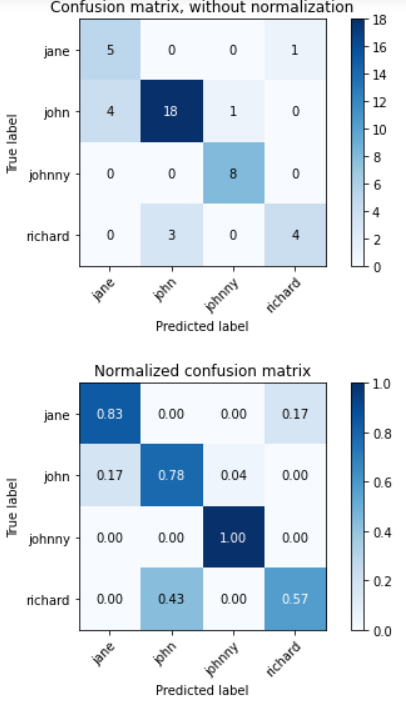 Confusion matrix, without normalization
jane 5 0 0 1
john 4 18 1 0
johnny 0 0 8 0
richard 0 3 0 4
True label
jane john johnny richard
Predicted label
18
16
14
12
10
8
6
4
2
0
Normalized confusion matrix
jane 0.83 0.00 0.00 0.17
john 0.17 0.78 0.04 0.00
johnny 0.00 0.00 1.00 0.00
richard 0.00 0.43 0.00 0.57
True label
jane john johnny richard
Predicted label
1.0
0.8
0.6
0.4
0.2
0.0